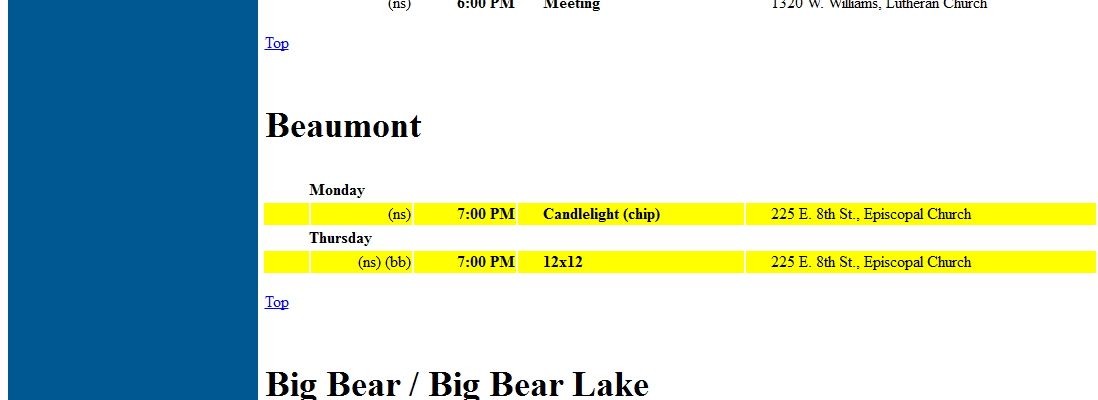 (ns) 6:00 PM Meeting 1320 W. Williams, Lutheran Church
Top
Beaumont
Monday
(ns) 7:00 PM Candlelight (chip) 225 E. 8th St., Episcopal Church
Thursday
(ns) (bb) 7:00 PM 12x12 225 E. 8th St., Episcopal Church
Top
Big Bear / Big Bear Lake